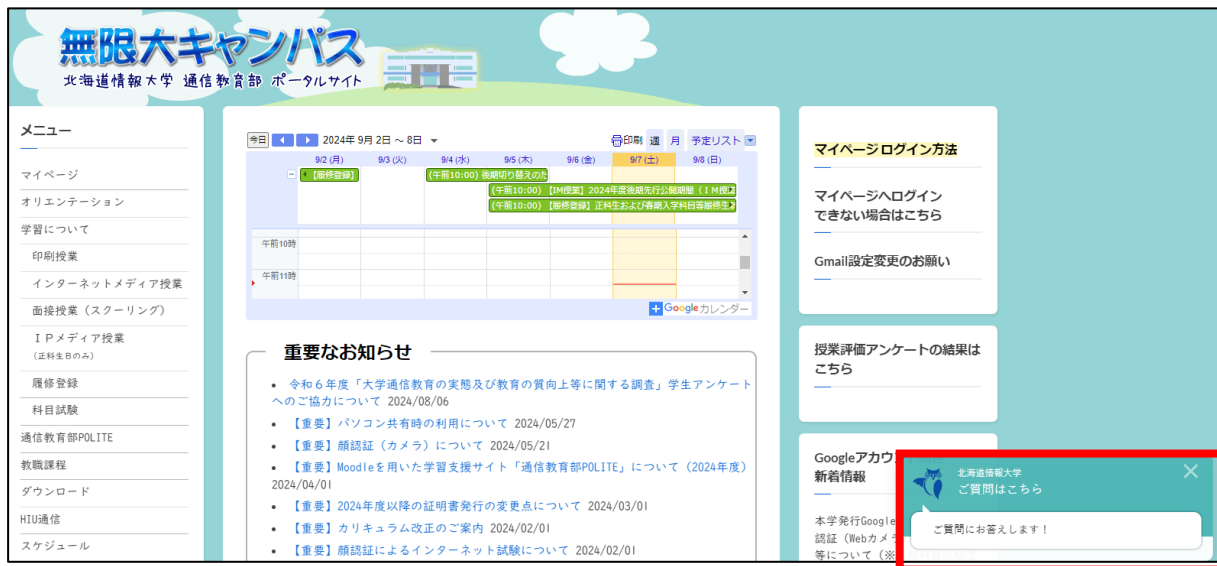 無限大キャンパス
北海道情報大学 通信教育部 ポータルサイト
メニュー
マイページ
オリエンテーション
学習について
印刷授業
インターネットメディア授業
面接授業（スクーリング）
ＩＰメディア授業
（正科生Ｂのみ）
履修登録
科目試験
通信教育部POLITE
教職課程
ダウンロード
HIU通信
スケジュール
今日 2024年 9月 2日 ～ 8日
印刷 週 月 予定リスト
9/2 (月) 9/3 (火) 9/4 (水) 9/5 (木) 9/6 (金) 9/7 (土) 9/8 (日)
【履修登録】 (午前10:00) 後期切り替えのた
(午前10:00) 【IM授業】2024年度後期先行公開期間（ＩＭ授業
(午前10:00) 【履修登録】正科生および春期入学科目等履修生
午前10時
午前11時
Googleカレンダー
重要なお知らせ
令和６年度「大学通信教育の実態及び教育の質向上等に関する調査」学生アンケート
へのご協力について 2024/08/06
【重要】パソコン共有時の利用について 2024/05/27
【重要】顔認証（カメラ）について 2024/05/21
【重要】Moodleを用いた学習支援サイト「通信教育部POLITE」について（2024年度）
2024/04/01
【重要】2024年度以降の証明書発行の変更点について 2024/03/01
【重要】カリキュラム改正のご案内 2024/02/01
【重要】顔認証によるインターネット試験について 2024/02/01
マイページログイン方法
マイページへログイン
できない場合はこちら
Gmail設定変更のお願い
授業評価アンケートの結果は
こちら
Googleアカウ
新着情報
本学発行Google
認証（Webカメラ
等について（※
北海道情報大学
ご質問はこちら
ご質問にお答えします！